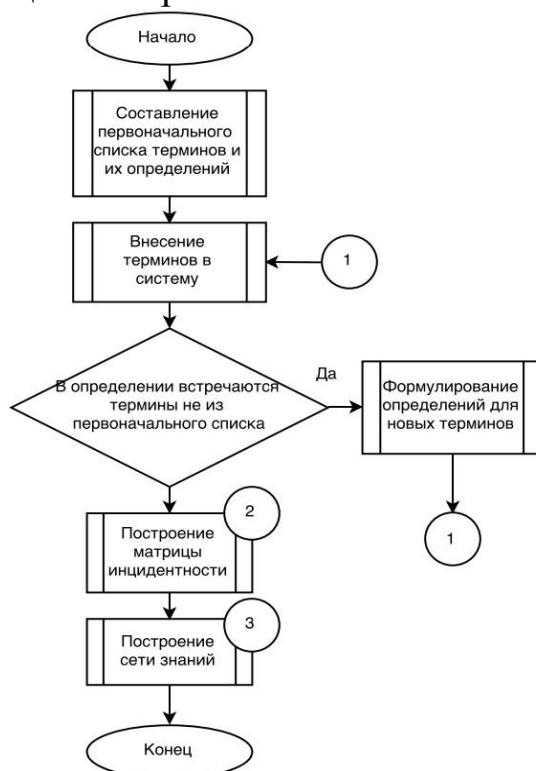 Начало
Составление
первоначального
списка терминов и
их определений
Внесение
терминов в
систему
1
В определении встречаются
термины не из
первоначального списка
Да
Формулирование
определений для
новых терминов
1
2
Построение
матрицы
инцидентности
3
Построение
сети знаний
Конец